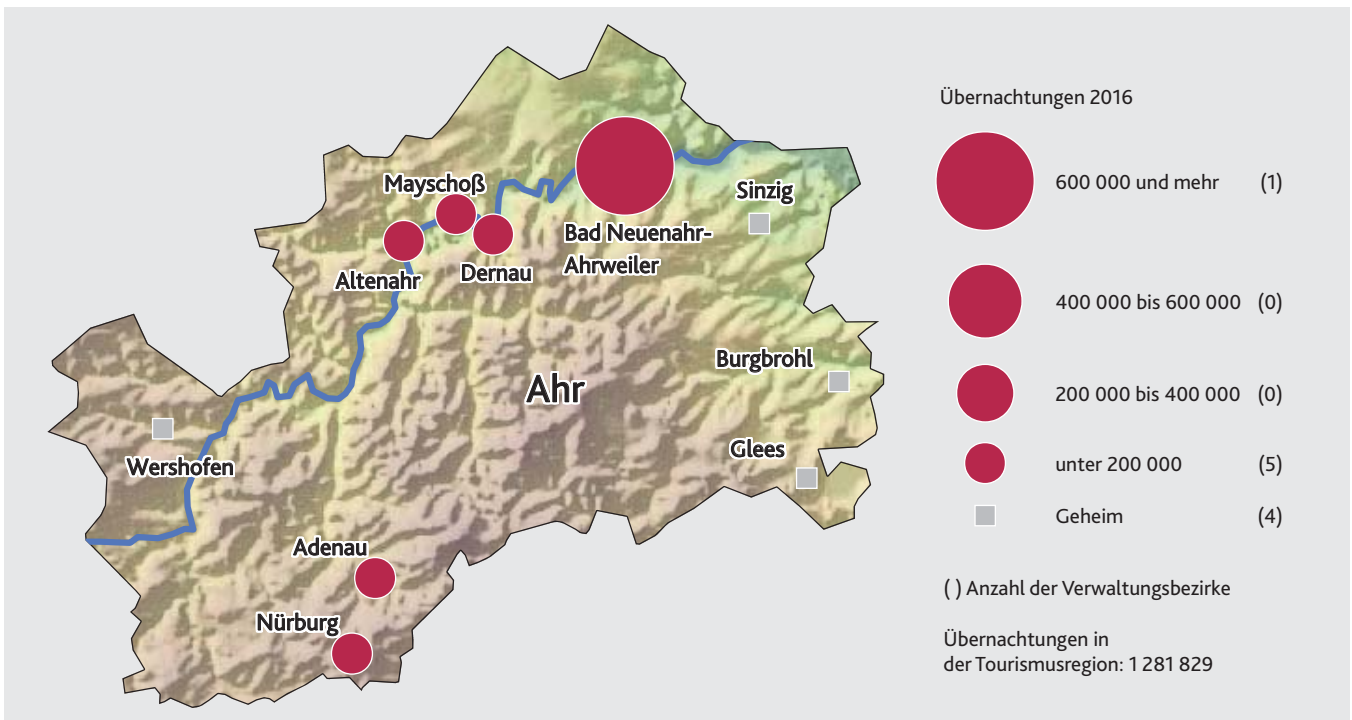 Mayschoß
Sinzig
Bad Neuenahr-
Ahrweiler
Altenahr
Dernau
Burgbrohl
Ahr
Glees
Wershofen
Adenau
Nürburg
Übernachtungen 2016
600 000 und mehr (1)
400 000 bis 600 000 (0)
200 000 bis 400 000 (0)
unter 200 000 (5)
Geheim (4)
( ) Anzahl der Verwaltungsbezirke
Übernachtungen in
der Tourismusregion: 1 281 829